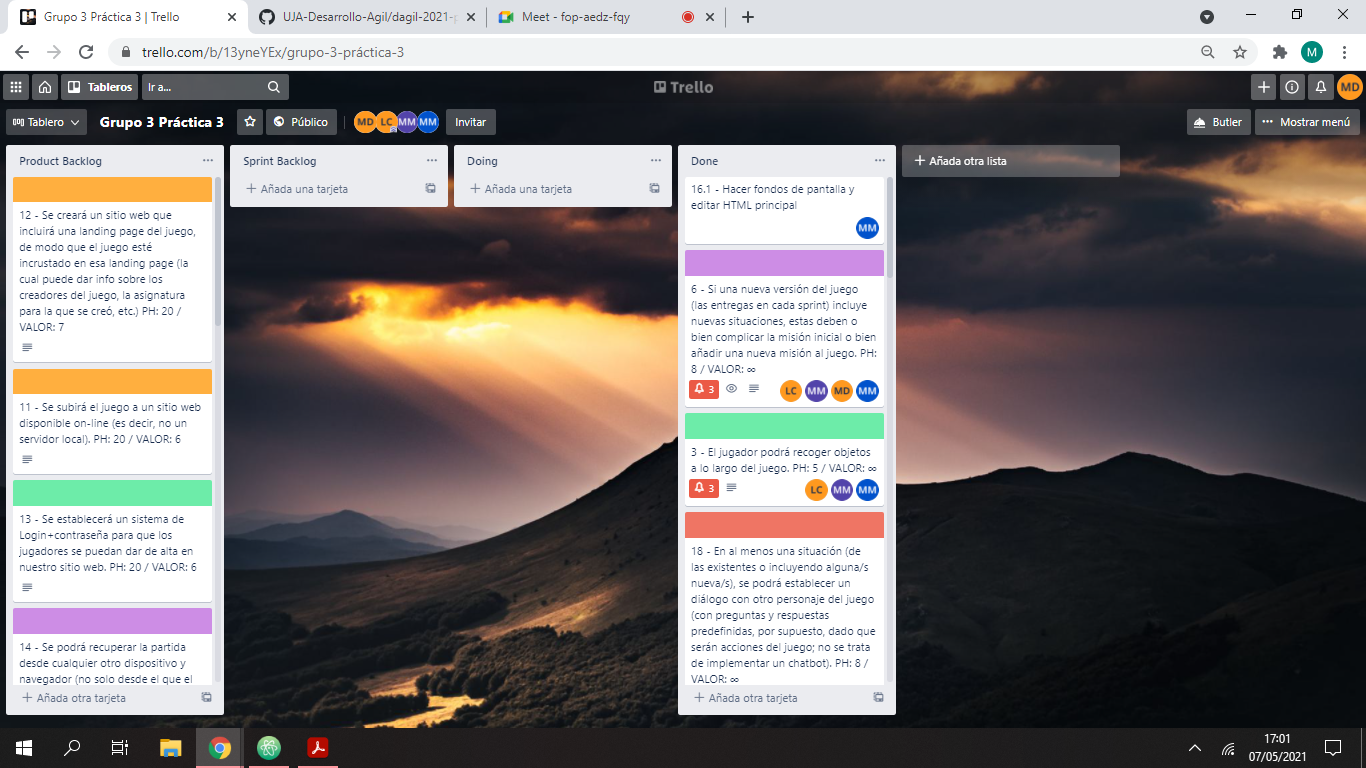 Grupo 3 Práctica 3 | Trello
UJA-Desarrollo-Agil/dagil-2021-p
Meet - fop-aedz-fqy
trello.com/b/13yneYEx/grupo-3-práctica-3
M
Tableros
Ir a...
Trello
MD
Tablero
Grupo 3 Práctica 3
Público
MD
LC
MM
MM
Invitar
Butler
Mostrar menú
Product Backlog
12 - Se creará un sitio web que
incluirá una landing page del juego,
de modo que el juego esté
incrustado en esa landing page (la
cual puede dar info sobre los
creadores del juego, la asignatura
para la que se creó, etc.) PH: 20 /
VALOR: 7
11 - Se subirá el juego a un sitio web
disponible on-line (es decir, no un
servidor local). PH: 20 / VALOR: 6
13 - Se establecerá un sistema de
Login+contraseña para que los
jugadores se puedan dar de alta en
nuestro sitio web. PH: 20 / VALOR: 6
14 - Se podrá recuperar la partida
desde cualquier otro dispositivo y
navegador (no solo desde el que el
Añada otra tarjeta
Sprint Backlog
Añada una tarjeta
Doing
Añada una tarjeta
Done
16.1 - Hacer fondos de pantalla y
editar HTML principal
MM
6 - Si una nueva versión del juego
(las entregas en cada sprint) incluye
nuevas situaciones, estas deben o
bien complicar la misión inicial o bien
añadir una nueva misión al juego. PH:
8 / VALOR: ∞
3
LC
MM
MD
MM
3 - El jugador podrá recoger objetos
a lo largo del juego. PH: 5 / VALOR: ∞
3
LC
MM
MM
18 - En al menos una situación (de
las existentes o incluyendo alguna/s
nueva/s), se podrá establecer un
diálogo con otro personaje del juego
(con preguntas y respuestas
predefinidas, por supuesto, dado que
serán acciones del juego; no se trata
de implementar un chatbot). PH: 8 /
VALOR: ∞
Añada otra tarjeta
Añada otra lista
17:01
07/05/2021